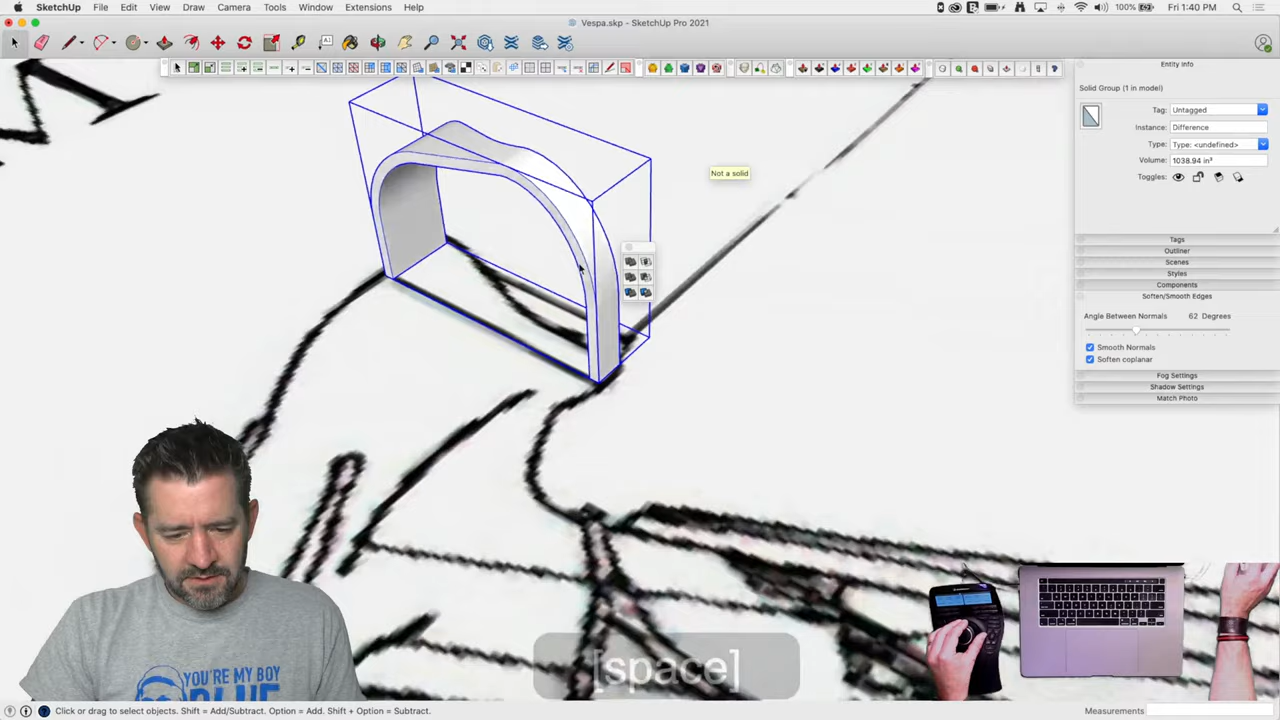 SketchUp File Edit View Draw Camera Tools Window Extensions Help 100% Fri 1:40 PM
Vespa.skp - SketchUp Pro 2021
Entity Info
Solid Group (1 in model)
Tag: Untagged
Instance: Difference
Type: Type: <undefined>
Volume: 1038.94 in³
Toggles:
Not a solid
Tags
Outliner
Scenes
Styles
Components
Soften/Smooth Edges
Angle Between Normals 62 Degrees
Smooth Normals
Soften coplanar
Fog Settings
Shadow Settings
Match Photo
YOU'RE MY BOY
BLUE
[space]
Click or drag to select objects. Shift = Add/Subtract. Option = Add. Shift + Option = Subtract. Measurements